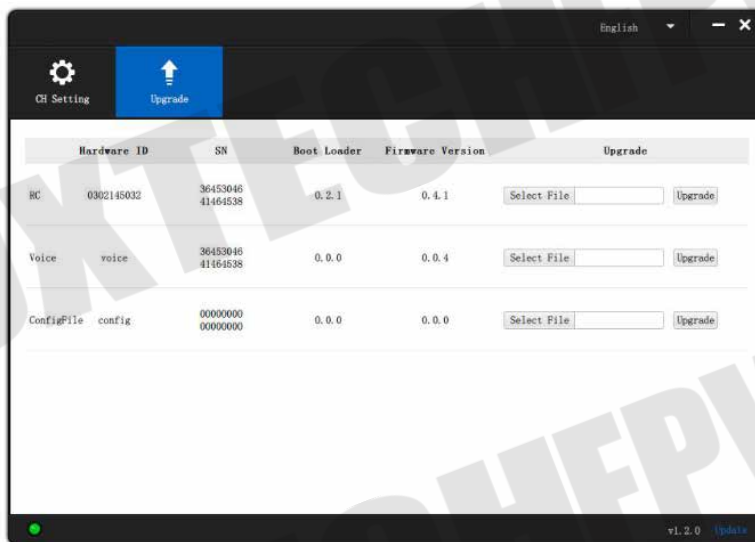 English
CH Setting
Upgrade
Hardware ID SN Boot Loader Firmware Version Upgrade
RC 0302145032 36453046 41464538 0.2.1 0.4.1 Select File Upgrade
Voice voice 36453046 41464538 0.0.0 0.0.4 Select File Upgrade
ConfigFile config 00000000 00000000 0.0.0 0.0.0 Select File Upgrade
v1.2.0 Update